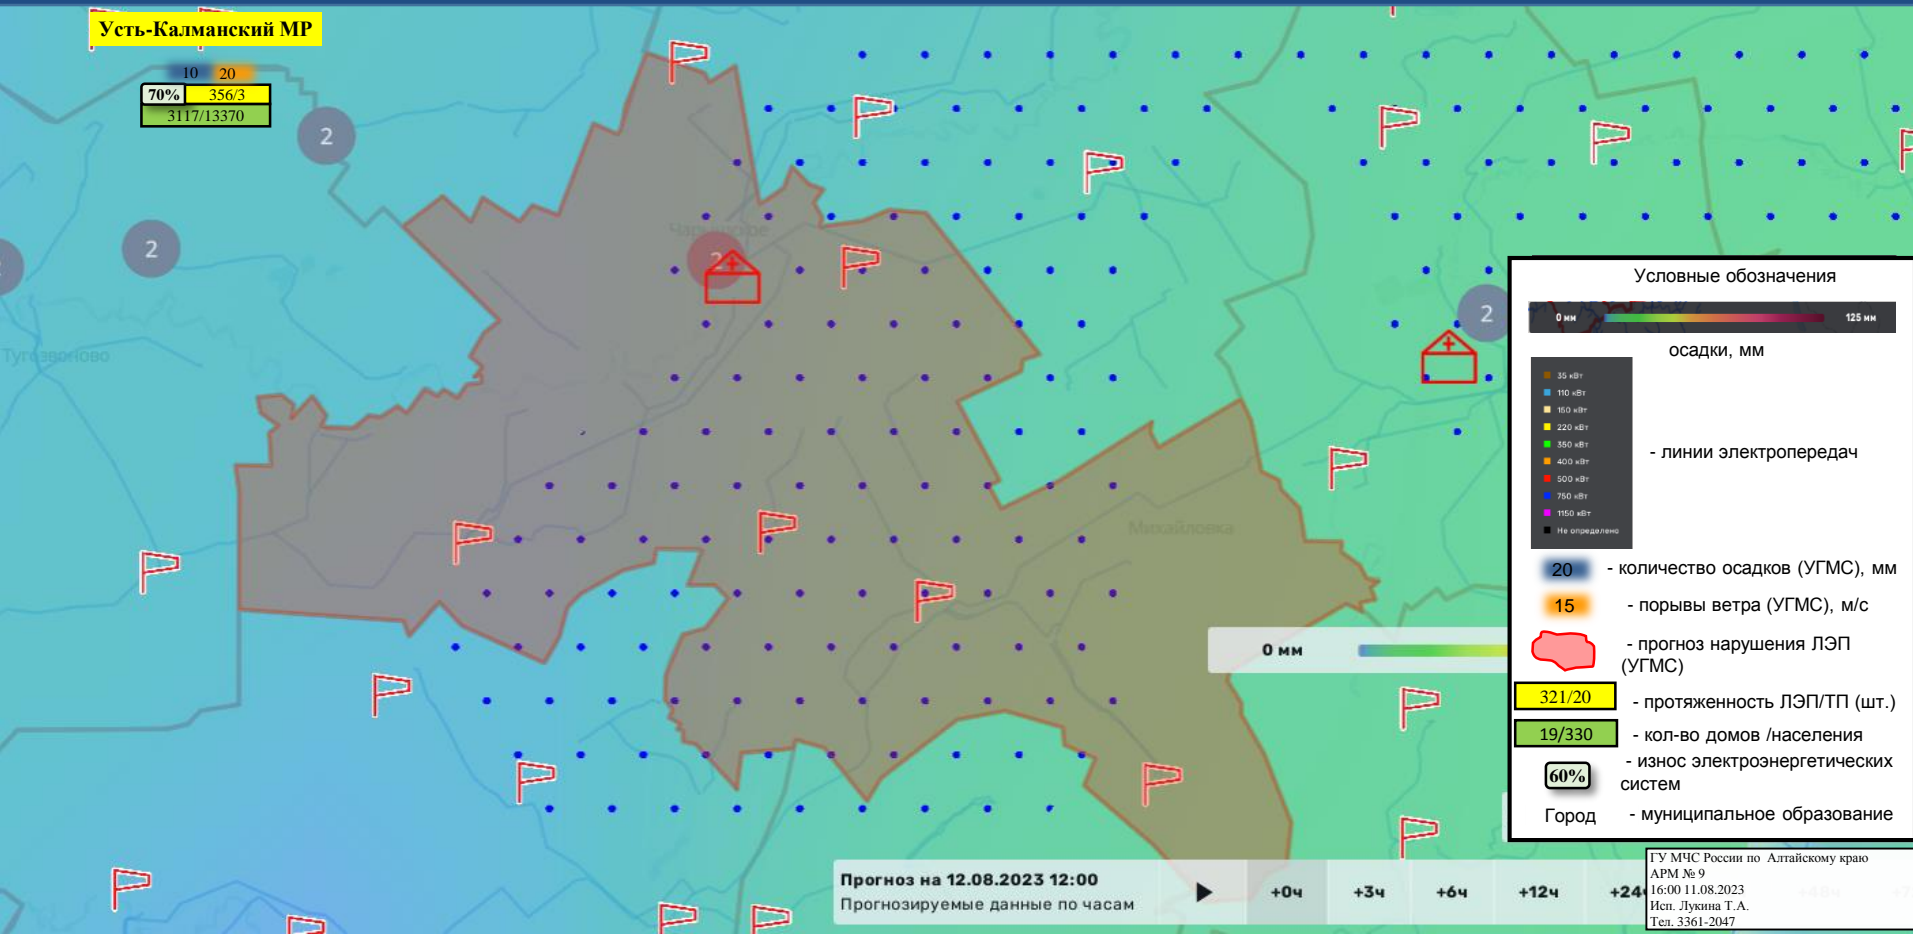 Усть-Калманский МР
10 20
70% 356/3
3117/13370
2
2
Чарышское
2
2
Тугозвоново
Михайловка
0 мм
Условные обозначения
0 мм 125 мм
осадки, мм
35 кВт
110 кВт
150 кВт
220 кВт
350 кВт
400 кВт
500 кВт
750 кВт
1150 кВт
Не определено
- линии электропередач
20 - количество осадков (УГМС), мм
15 - порывы ветра (УГМС), м/с
- прогноз нарушения ЛЭП
(УГМС)
321/20 - протяженность ЛЭП/ТП (шт.)
19/330 - кол-во домов /населения
60% - износ электроэнергетических
систем
Город - муниципальное образование
Прогноз на 12.08.2023 12:00
Прогнозируемые данные по часам
+0ч +3ч +6ч +12ч +24
ГУ МЧС России по Алтайскому краю
АРМ № 9
16:00 11.08.2023
Исп. Лукина Т.А.
Тел. 3361-2047